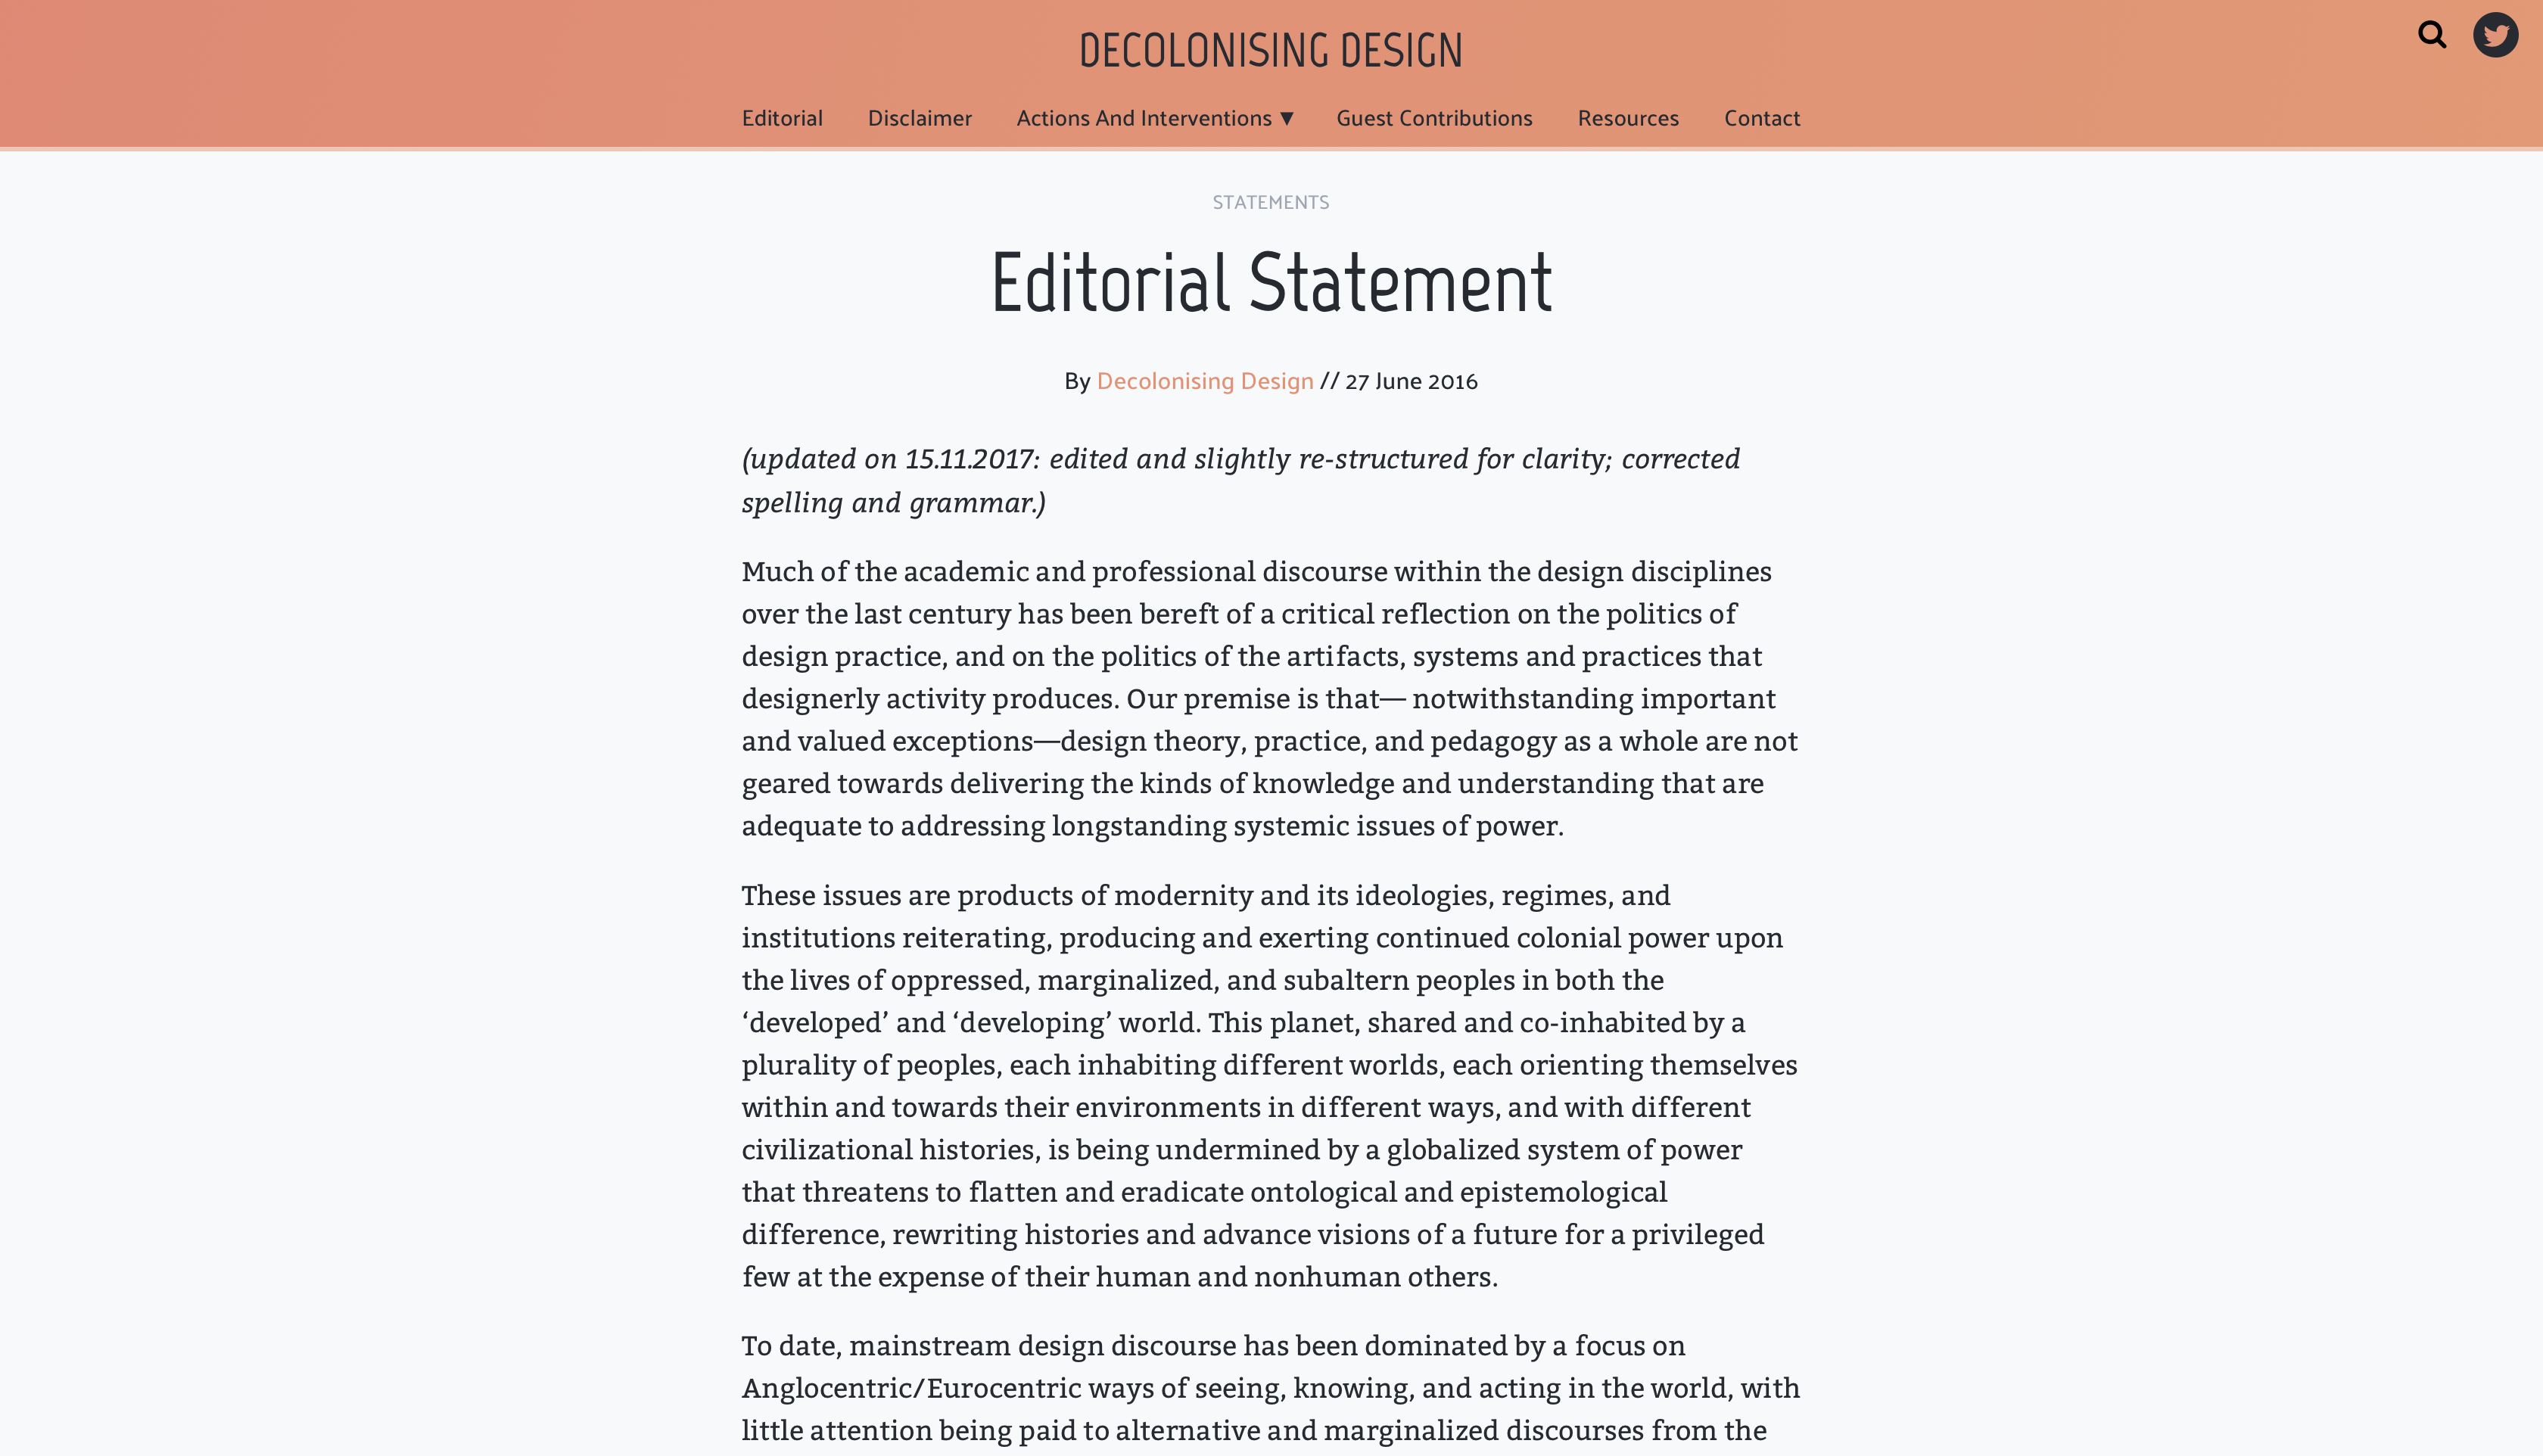 DECOLONISING DESIGN
Editorial Disclaimer Actions And Interventions ▼ Guest Contributions Resources Contact
STATEMENTS
Editorial Statement
By Decolonising Design // 27 June 2016
(updated on 15.11.2017: edited and slightly re-structured for clarity; corrected
spelling and grammar.)
Much of the academic and professional discourse within the design disciplines
over the last century has been bereft of a critical reflection on the politics of
design practice, and on the politics of the artifacts, systems and practices that
designerly activity produces. Our premise is that— notwithstanding important
and valued exceptions—design theory, practice, and pedagogy as a whole are not
geared towards delivering the kinds of knowledge and understanding that are
adequate to addressing longstanding systemic issues of power.
These issues are products of modernity and its ideologies, regimes, and
institutions reiterating, producing and exerting continued colonial power upon
the lives of oppressed, marginalized, and subaltern peoples in both the
‘developed’ and ‘developing’ world. This planet, shared and co-inhabited by a
plurality of peoples, each inhabiting different worlds, each orienting themselves
within and towards their environments in different ways, and with different
civilizational histories, is being undermined by a globalized system of power
that threatens to flatten and eradicate ontological and epistemological
difference, rewriting histories and advance visions of a future for a privileged
few at the expense of their human and nonhuman others.
To date, mainstream design discourse has been dominated by a focus on
Anglocentric/Eurocentric ways of seeing, knowing, and acting in the world, with
little attention being paid to alternative and marginalized discourses from the